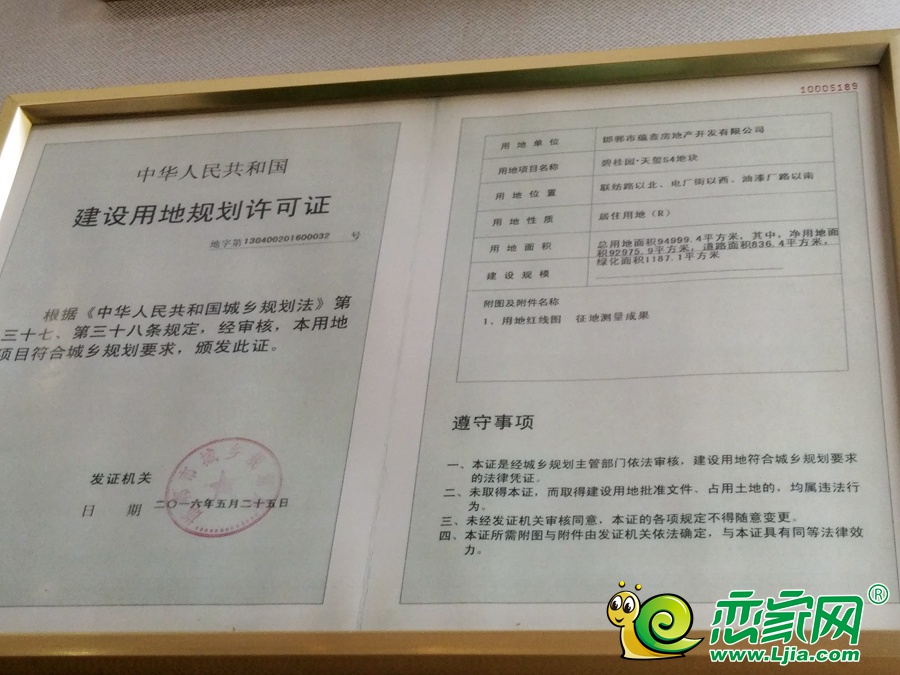 中华人民共和国
建设用地规划许可证
地字第130400201600032 号
根据《中华人民共和国城乡规划法》第
三十七、第三十八条规定，经审核，本用地
项目符合城乡规划要求，颁发此证。
发证机关
日 期 二〇一六年五月二十五日
10005189
用地单位 邯郸市蕴鑫房地产开发有限公司
用地项目名称 碧桂园·天玺S4地块
用地位置 联纺路以北、电厂街以西、油漆厂路以南
用地性质 居住用地（R）
用地面积 总用地面积94999.4平方米，其中，净用地面
积92975.9平方米，道路面积836.4平方米，
绿化面积1187.1平方米
建设规模
附图及附件名称
1、用地红线图 征地测量成果
遵守事项
一、本证是经城乡规划主管部门依法审核，建设用地符合城乡规划要求
的法律凭证。
二、未取得本证，而取得建设用地批准文件、占用土地的，均属违法行
为。
三、未经发证机关审核同意，本证的各项规定不得随意变更。
四、本证所需附图与附件由发证机关依法确定，与本证具有同等法律效
力。
恋家网®
www.Ljia.com